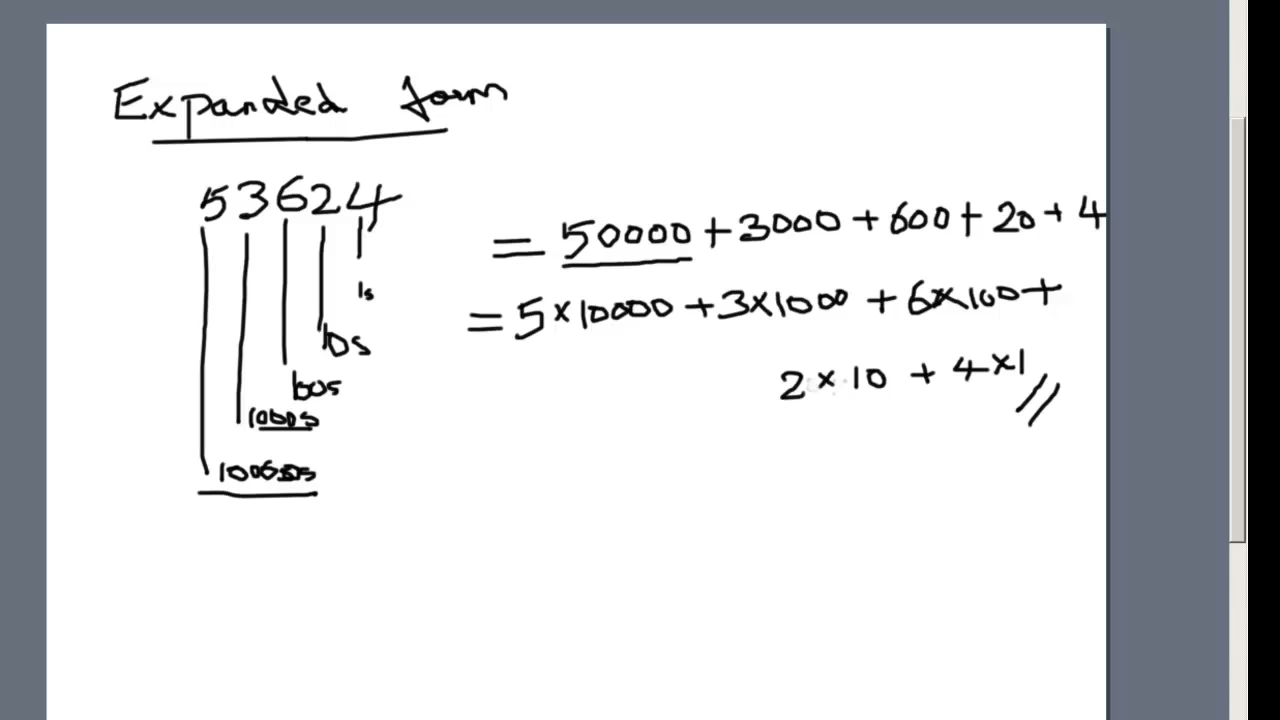 Expanded form
53624
= 50000 + 3000 + 600 + 20 + 4
= 5 × 10000 + 3 × 1000 + 6 × 100 +
2 × 10 + 4 × 1 //
1s
10s
100s
1000s
10000s